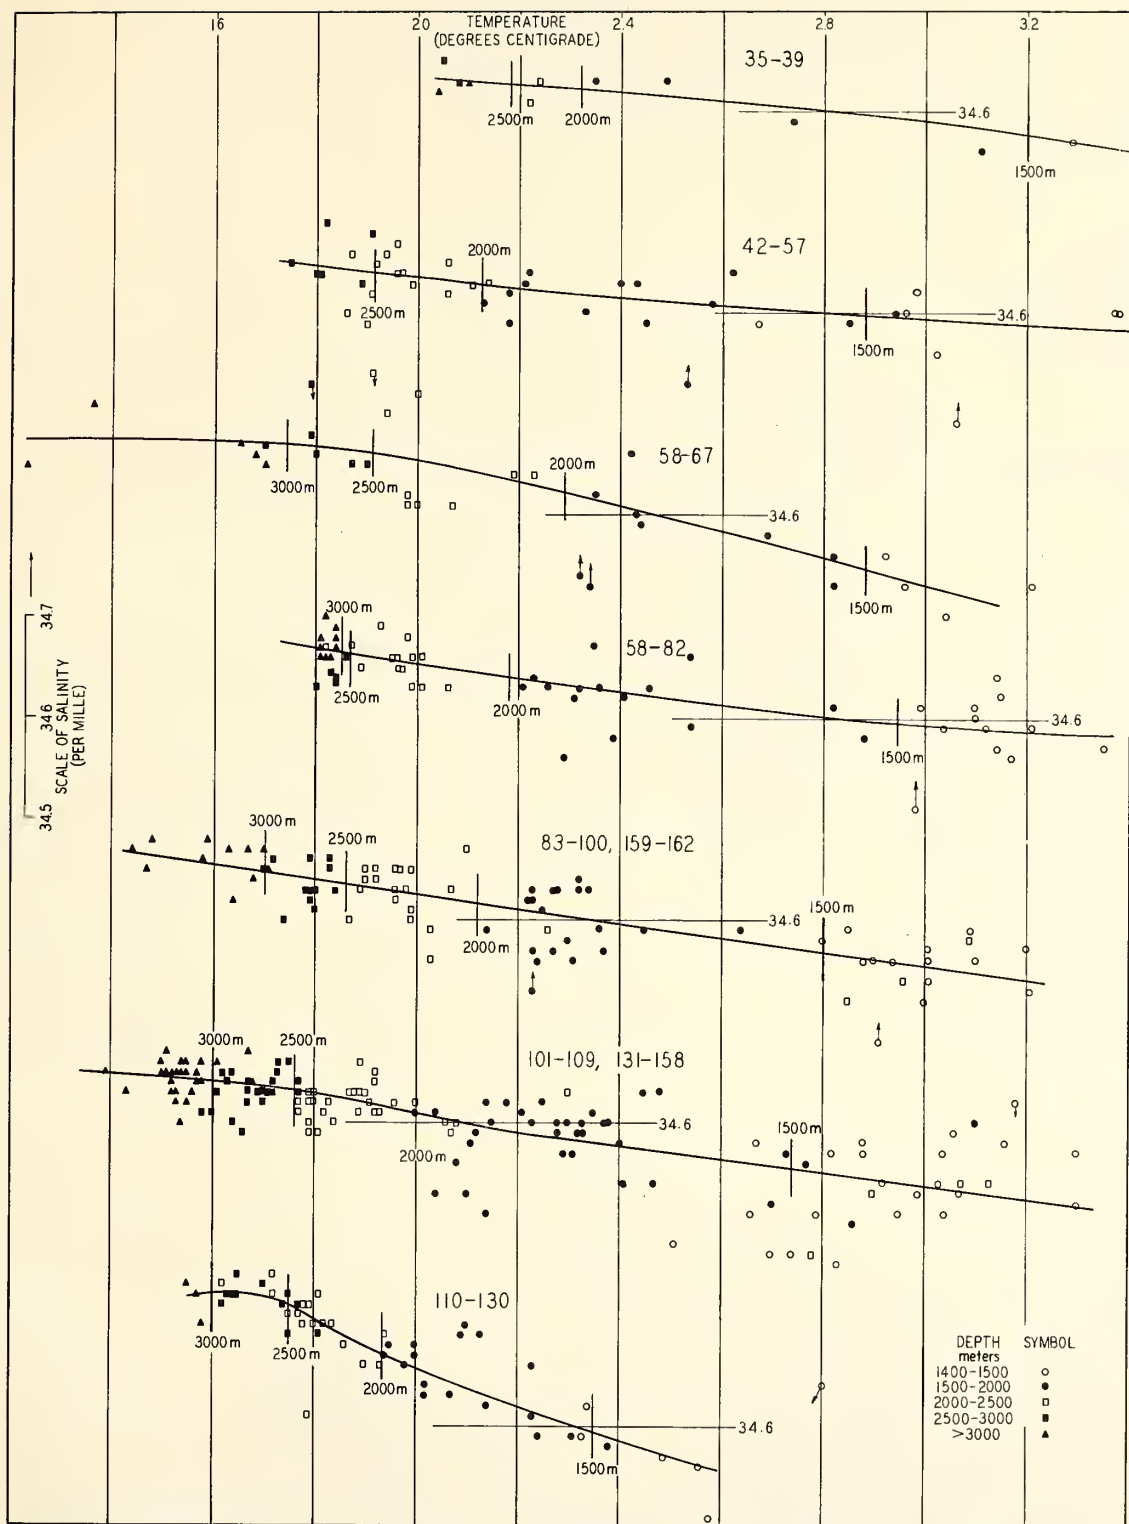 1.6 1.8 2.0 TEMPERATURE 2.4 2.8 3.2
(DEGREES CENTIGRADE)
35-39
34.6
2500m 2000m
1500m
42-57
2000m
34.6
2500m
1500m
58-67
2000m
3000m 2500m
34.6
1500m
3000m
58-82
2500m
2000m
34.6
1500m
34.7
34.6
34.5
SCALE OF SALINITY
(PER MILLE)
3000m
2500m
83-100, 159-162
34.6
1500m
2000m
3000m
2500m
101-109, 131-158
34.6
1500m
2000m
110-130
3000m
2500m
2000m
34.6
1500m
DEPTH SYMBOL
meters
1400-1500
1500-2000
2000-2500
2500-3000
>3000